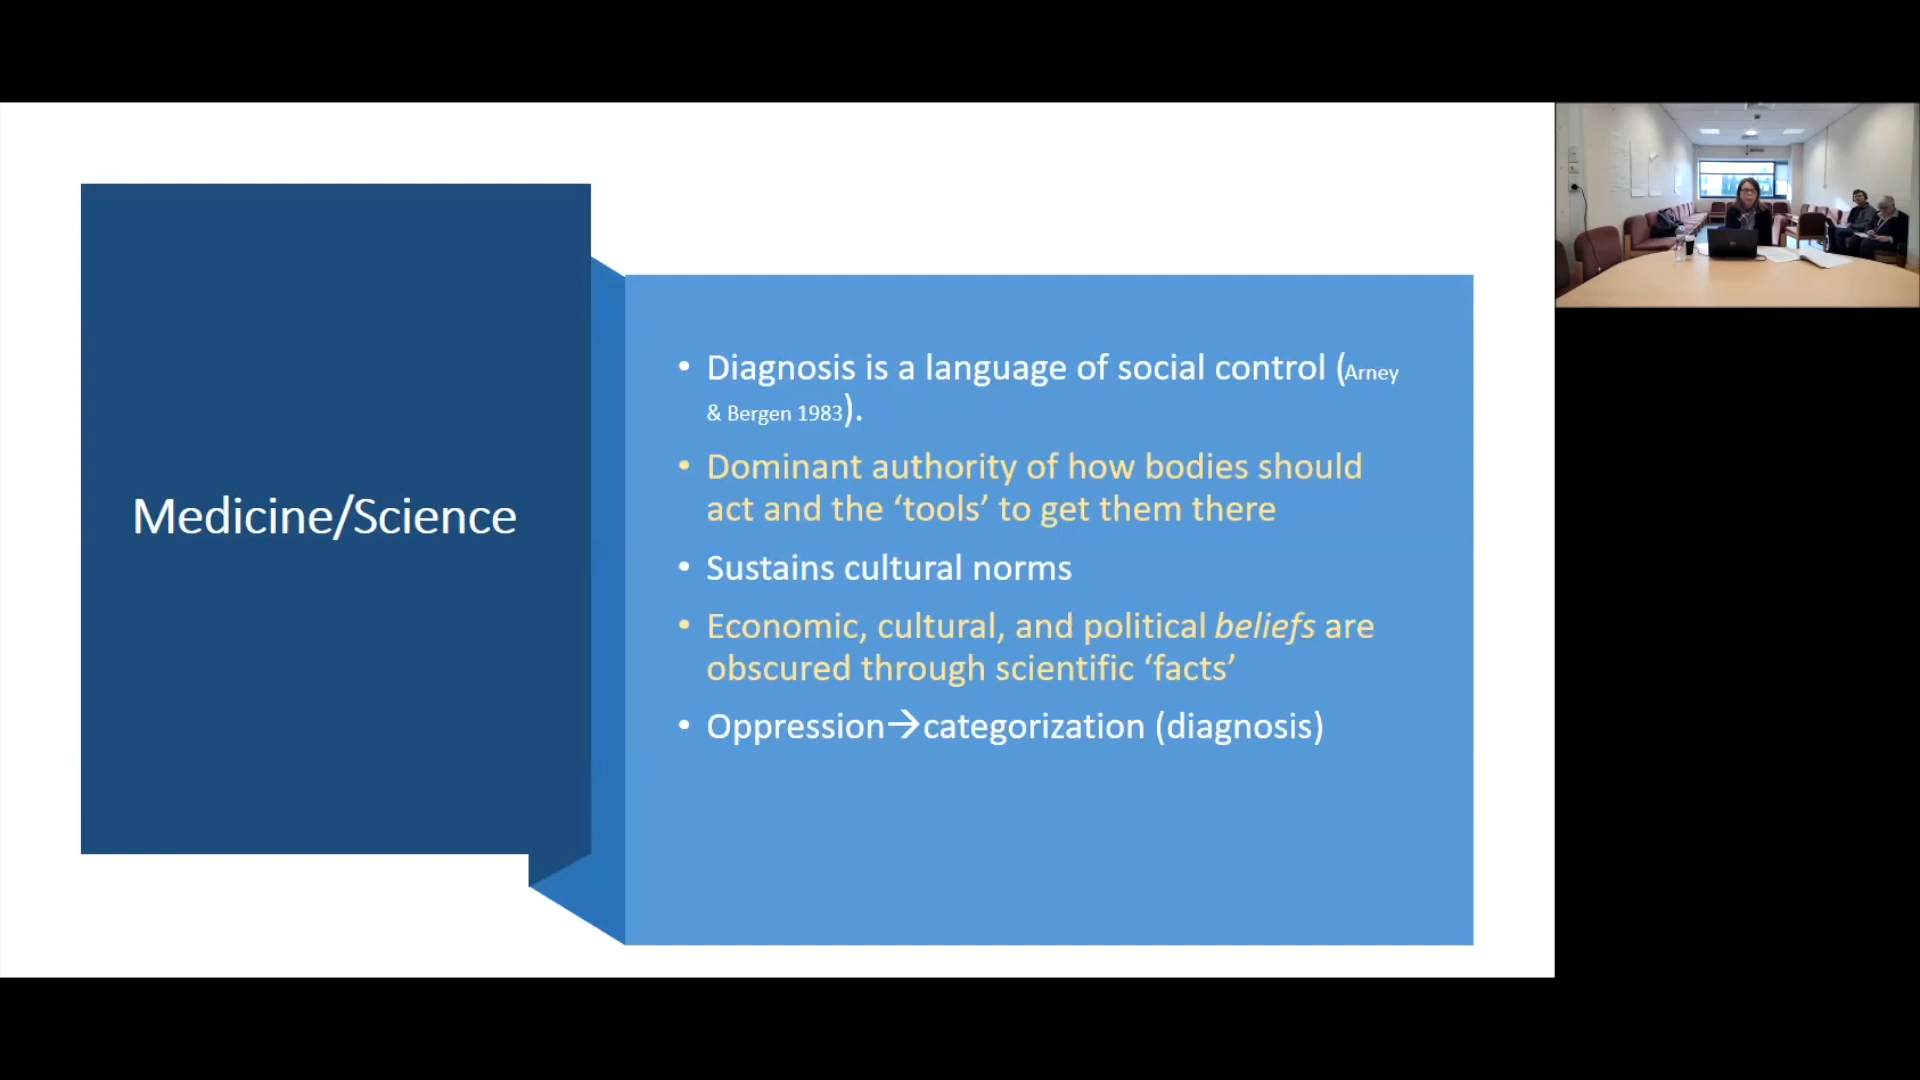 Medicine/Science
• Diagnosis is a language of social control (Arney
& Bergen 1983).
• Dominant authority of how bodies should
act and the ‘tools’ to get them there
• Sustains cultural norms
• Economic, cultural, and political beliefs are
obscured through scientific ‘facts’
• Oppression→categorization (diagnosis)